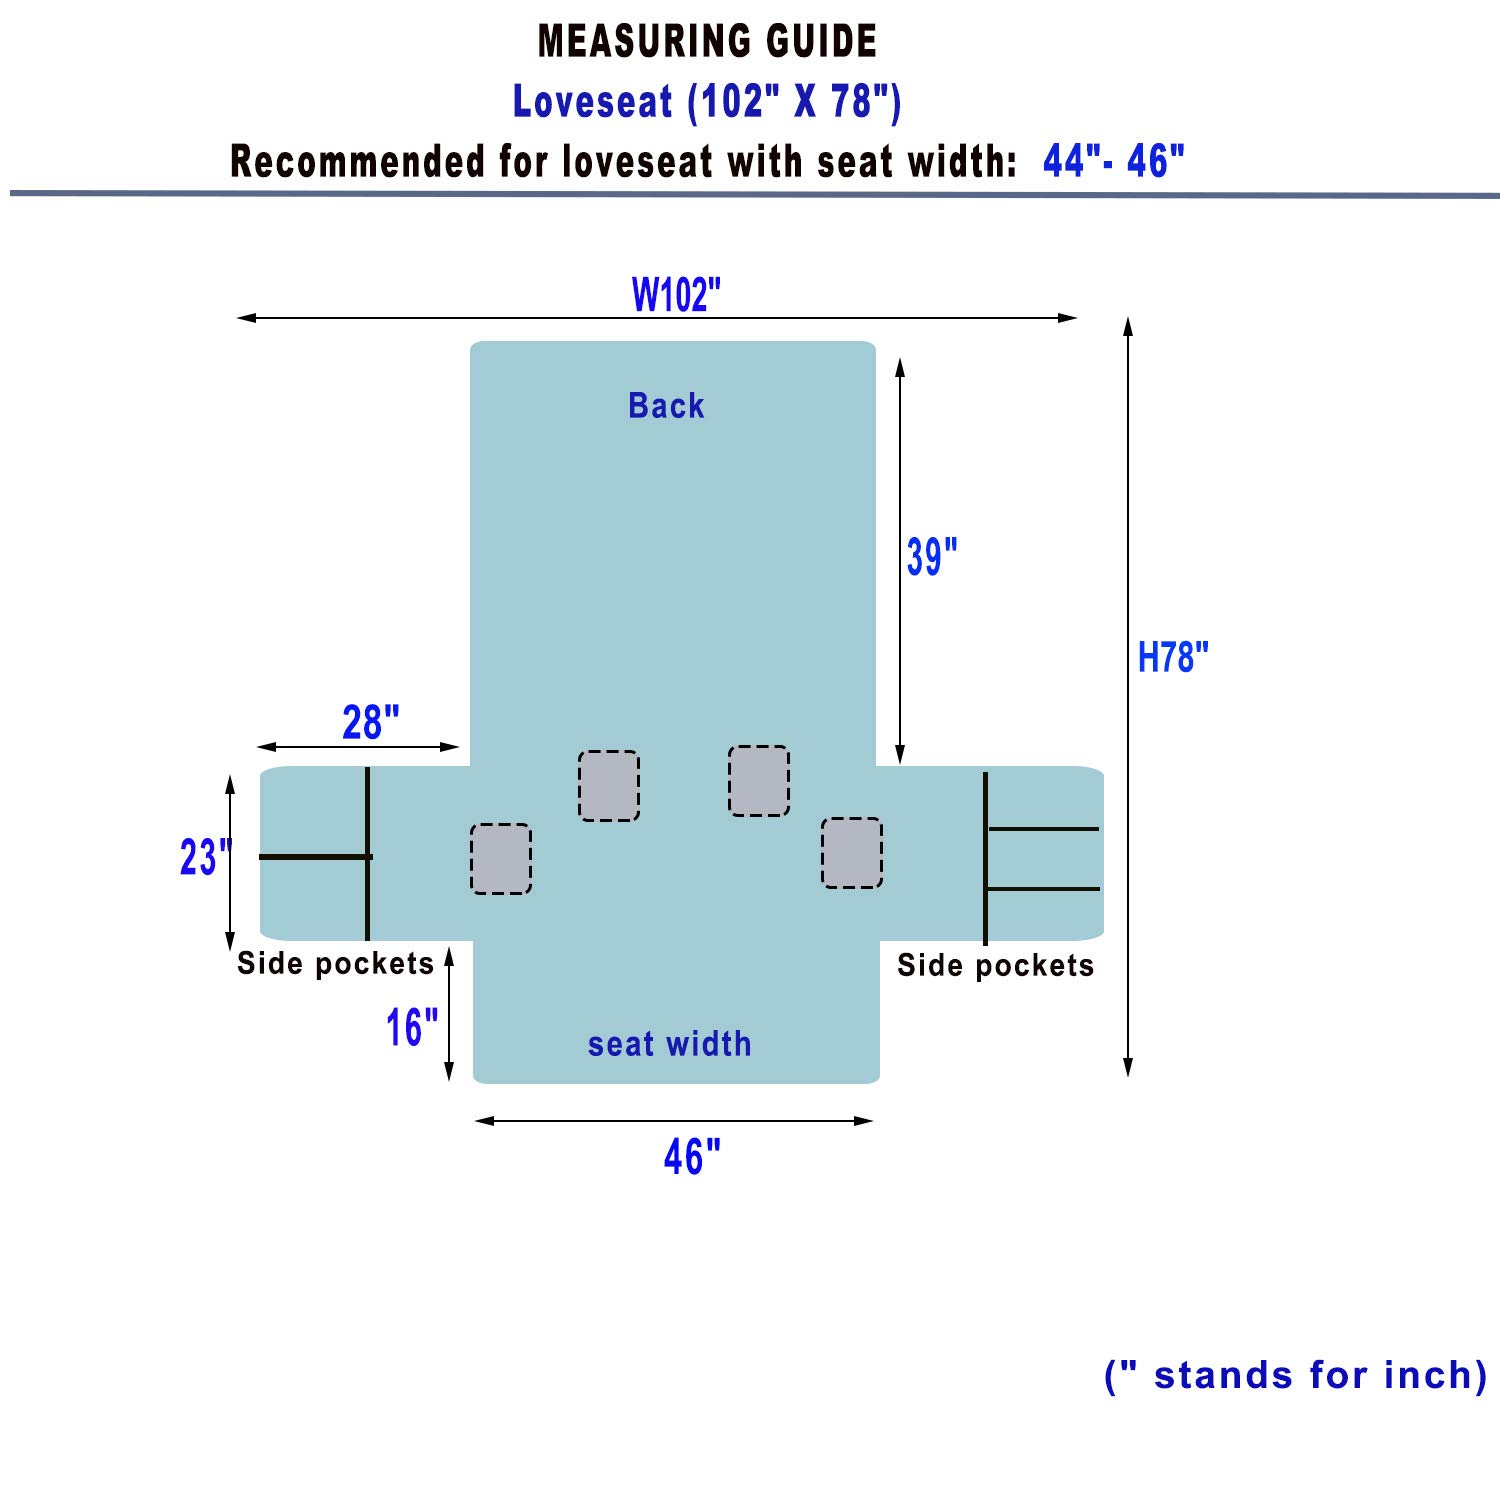 MEASURING GUIDE
Loveseat (102" X 78")
Recommended for loveseat with seat width: 44"- 46"
W102"
Back
39"
H78"
28"
23"
Side pockets
Side pockets
16"
seat width
46"
(" stands for inch)